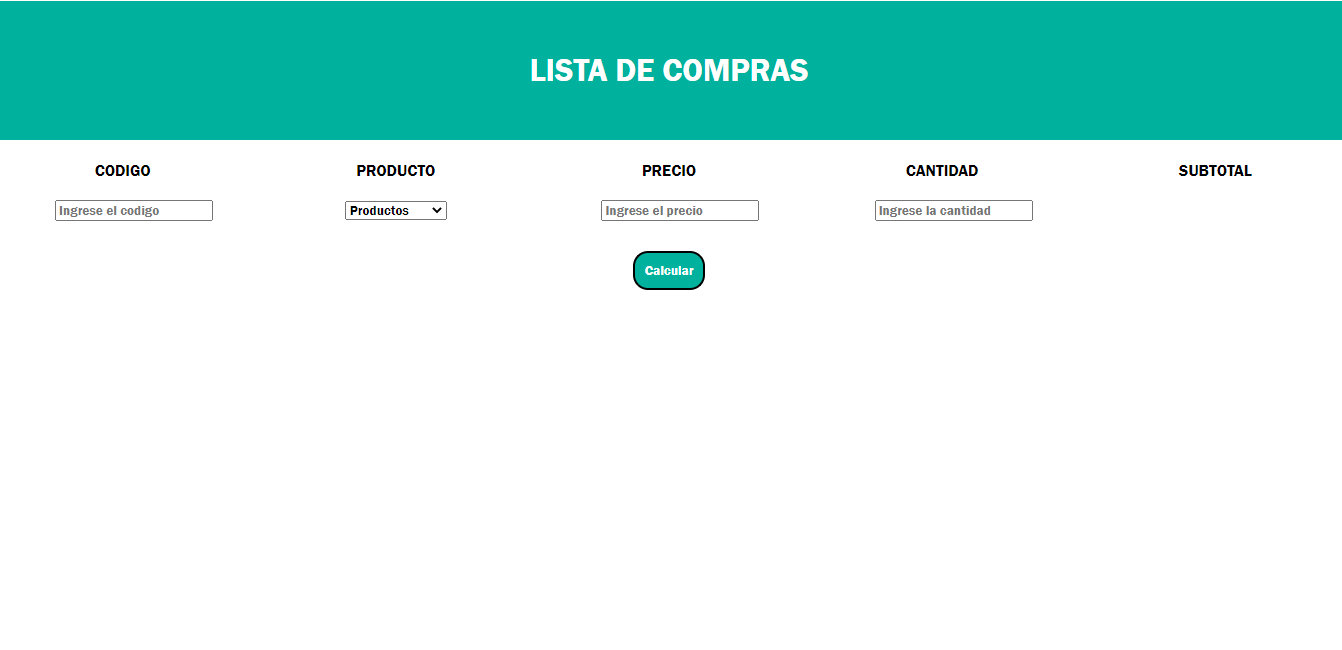 LISTA DE COMPRAS
CODIGO PRODUCTO PRECIO CANTIDAD SUBTOTAL
Ingrese el codigo Productos Ingrese el precio Ingrese la cantidad
Calcular